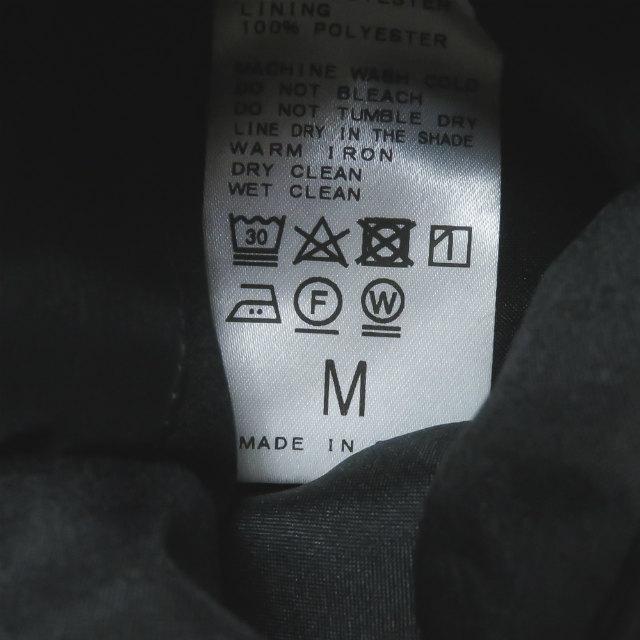 LINING
100% POLYESTER
MACHINE WASH COLD
DO NOT BLEACH
DO NOT TUMBLE DRY
LINE DRY IN THE SHADE
WARM IRON
DRY CLEAN
WET CLEAN
30
F W
M
MADE IN